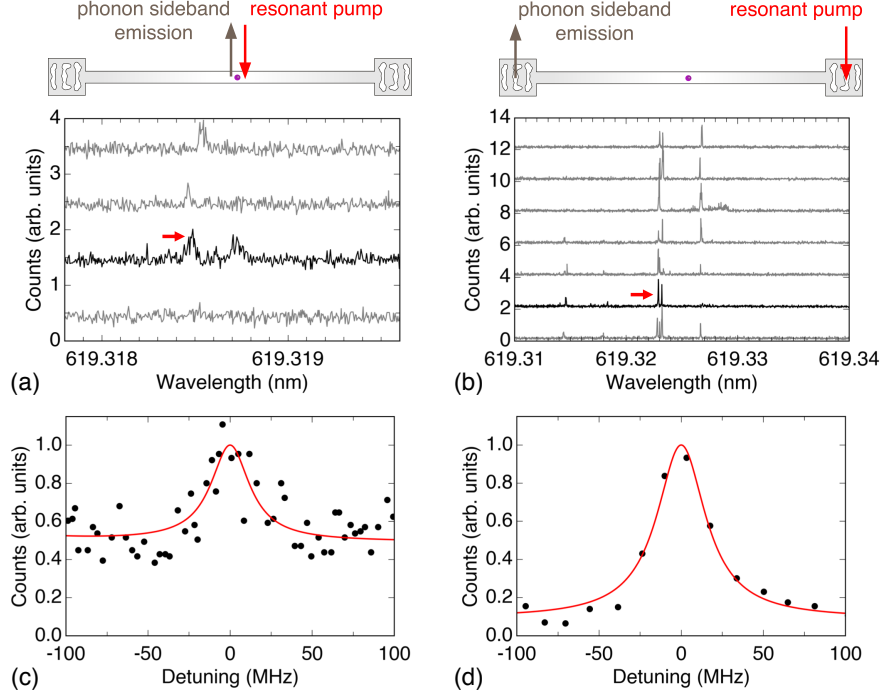 phonon sideband
emission
resonant pump
phonon sideband
emission
resonant pump
4
3
2
1
0
Counts (arb. units)
619.318
619.319
Wavelength (nm)
(a)
14
12
10
8
6
4
2
0
Counts (arb. units)
619.31
619.32
619.33
619.34
Wavelength (nm)
(b)
1.0
0.8
0.6
0.4
0.2
0.0
Counts (arb. units)
-100
-50
0
50
100
Detuning (MHz)
(c)
1.0
0.8
0.6
0.4
0.2
0.0
Counts (arb. units)
-100
-50
0
50
100
Detuning (MHz)
(d)